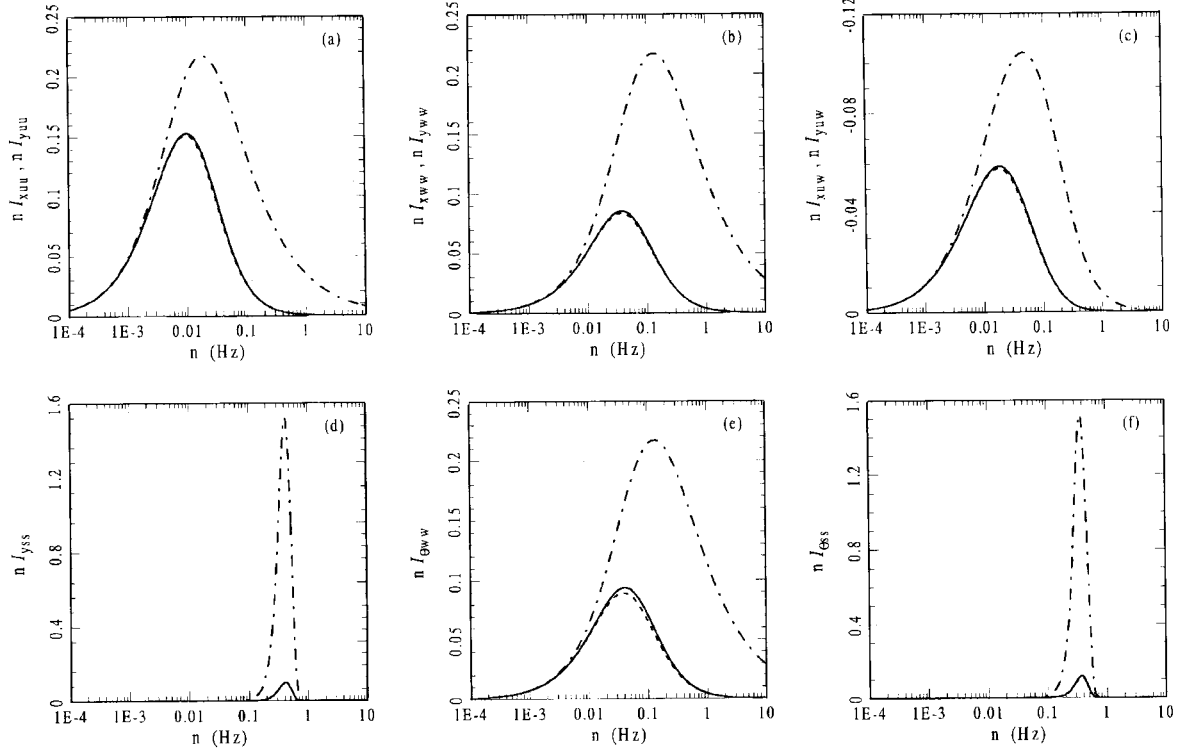 (a)
0.25
0.2
0.15
0.1
0.05
0
n I_xuu , n I_yuu
1E-4 1E-3 0.01 0.1 1 10
n (Hz)
(b)
0.25
0.2
0.15
0.1
0.05
0
n I_xww , n I_yww
1E-4 1E-3 0.01 0.1 1 10
n (Hz)
(c)
-0.12
-0.08
-0.04
0
n I_xuw , n I_yuw
1E-4 1E-3 0.01 0.1 1 10
n (Hz)
(d)
1.6
1.2
0.8
0.4
0
n I_yss
1E-4 1E-3 0.01 0.1 1 10
n (Hz)
(e)
0.25
0.2
0.15
0.1
0.05
0
n I_θww
1E-4 1E-3 0.01 0.1 1 10
n (Hz)
(f)
1.6
1.2
0.8
0.4
0
n I_θss
1E-4 1E-3 0.01 0.1 1 10
n (Hz)